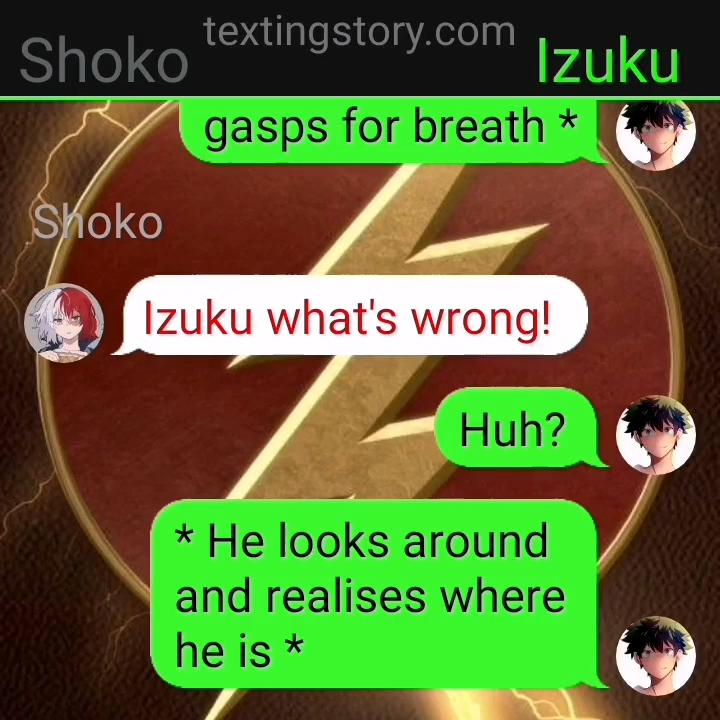 textingstory.com
Shoko
Izuku
gasps for breath *
Shoko
Izuku what's wrong!
Huh?
* He looks around
and realises where
he is *